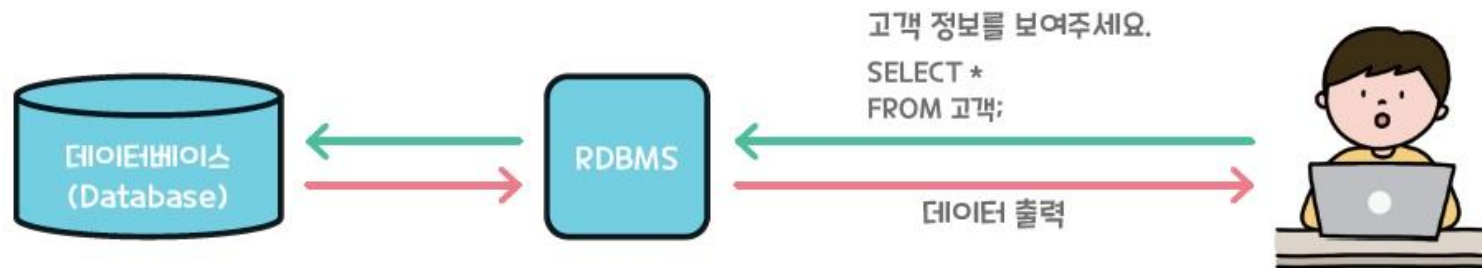 고객 정보를 보여주세요.
SELECT *
FROM 고객;
데이터베이스
(Database)
RDBMS
데이터 출력